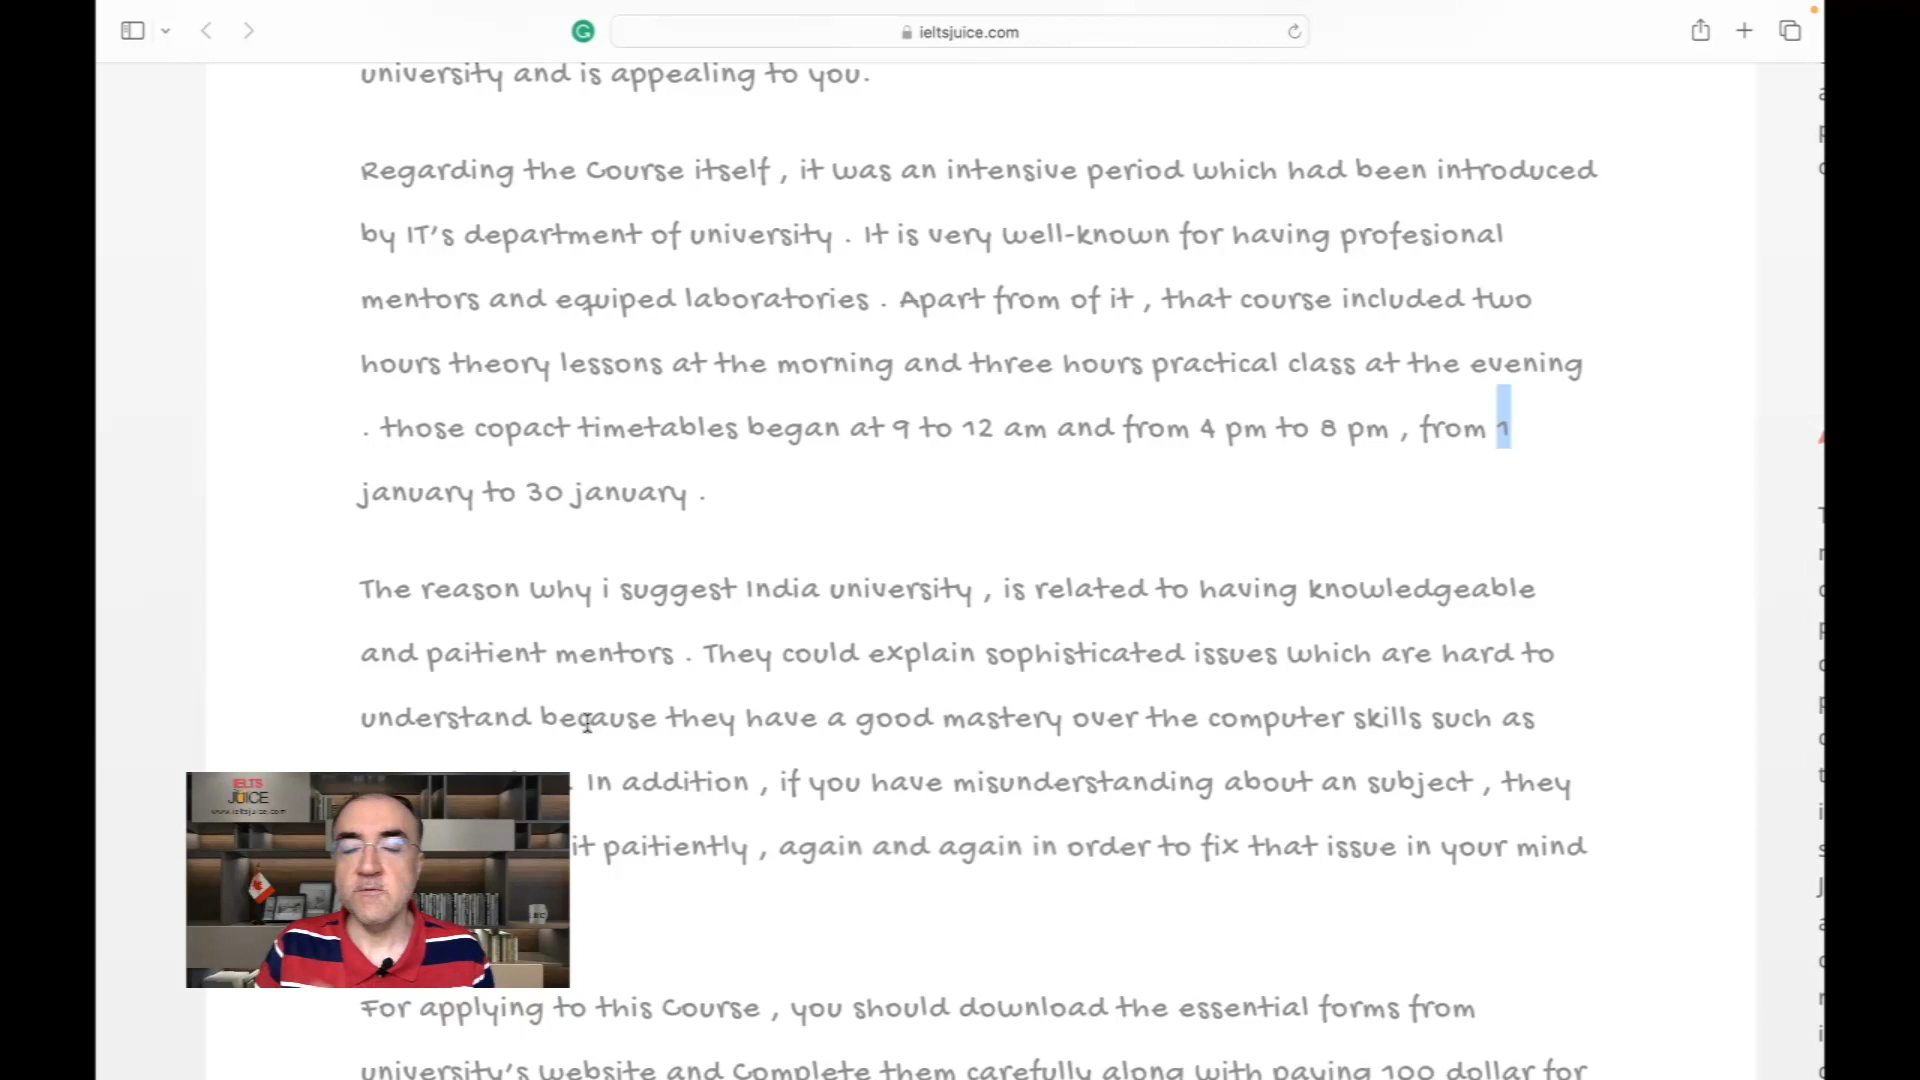 ieltsjuice.com
university and is appealing to you.
Regarding the Course itself , it was an intensive period which had been introduced
by IT's department of university . It is very well-known for having profesional
mentors and equiped laboratories . Apart from of it , that course included two
hours theory lessons at the morning and three hours practical class at the evening
. those copact timetables began at 9 to 12 am and from 4 pm to 8 pm , from 1
january to 30 january .
The reason why i suggest India university , is related to having knowledgeable
and paitient mentors . They could explain sophisticated issues which are hard to
understand because they have a good mastery over the computer skills such as
. In addition , if you have misunderstanding about an subject , they
it paitiently , again and again in order to fix that issue in your mind
IELTS
JUICE
www.ieltsjuice.com
For applying to this Course , you should download the essential forms from
university's website and Complete them carefully along with paying 100 dollar for